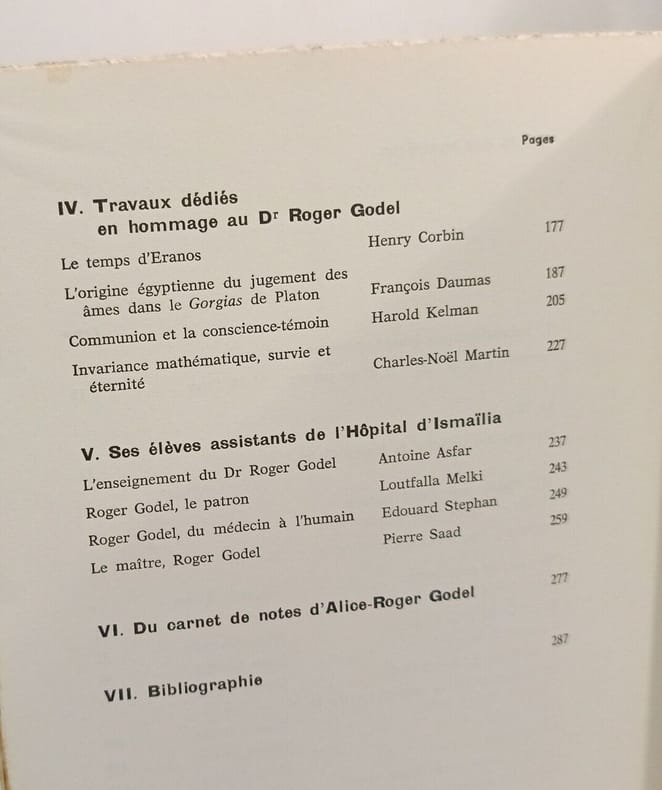 Pages
IV. Travaux dédiés
en hommage au Dr Roger Godel
Le temps d'Eranos Henry Corbin 177
L'origine égyptienne du jugement des
âmes dans le Gorgias de Platon François Daumas 187
Communion et la conscience-témoin Harold Kelman 205
Invariance mathématique, survie et
éternité Charles-Noël Martin 227
V. Ses élèves assistants de l'Hôpital d'Ismaïlia
L'enseignement du Dr Roger Godel Antoine Asfar 237
Roger Godel, le patron Loutfalla Melki 243
Roger Godel, du médecin à l'humain Edouard Stephan 249
Le maître, Roger Godel Pierre Saad 259
VI. Du carnet de notes d'Alice-Roger Godel 277
VII. Bibliographie 287